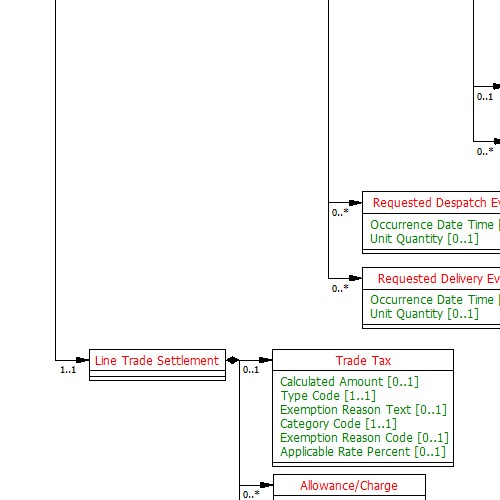 0..1
0..*
Requested Despatch
0..*
Occurrence Date Time [
Unit Quantity [0..1]
Requested Delivery
0..*
Occurrence Date Time [
Unit Quantity [0..1]
1..1
Line Trade Settlement
0..1
Trade Tax
Calculated Amount [0..1]
Type Code [1..1]
Exemption Reason Text [0..1]
Category Code [1..1]
Exemption Reason Code [0..1]
Applicable Rate Percent [0..1]
0..*
Allowance/Charge